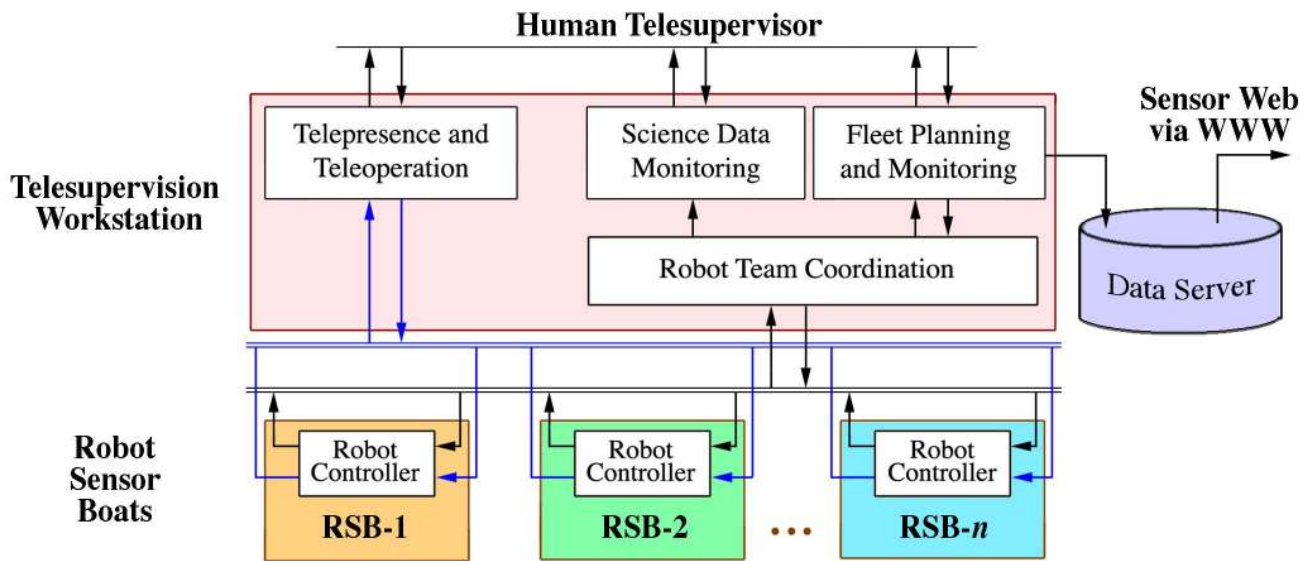 Human Telesupervisor
Sensor Web
via WWW
Telepresence and
Teleoperation
Science Data
Monitoring
Fleet Planning
and Monitoring
Telesupervision
Workstation
Robot Team Coordination
Data Server
Robot
Sensor
Boats
Robot
Controller
RSB-1
Robot
Controller
RSB-2
...
Robot
Controller
RSB-n